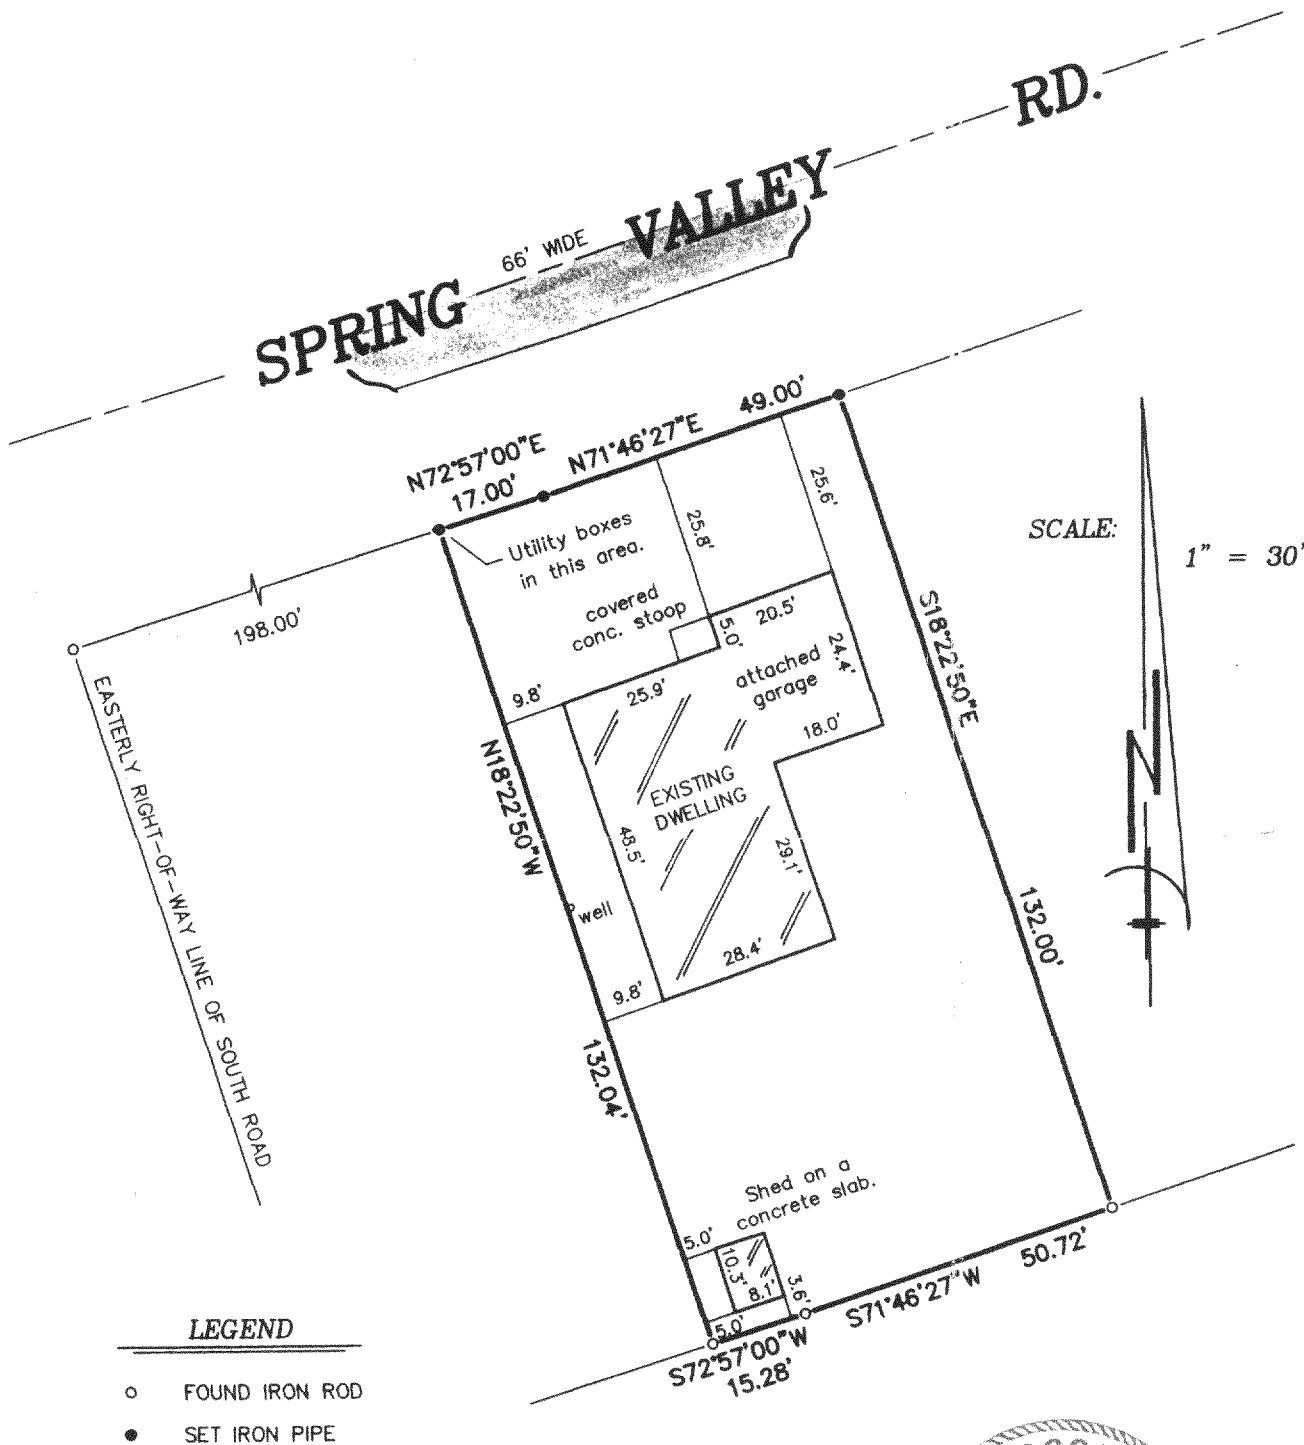 SPRING VALLEY RD.
66' WIDE
N72°57'00"E
17.00'
N71°46'27"E
49.00'
198.00'
Utility boxes
in this area.
covered
conc. stoop
25.8'
25.6'
5.0'
20.5'
attached
garage
24.4'
18.0'
9.8'
25.9'
EXISTING
DWELLING
48.5'
29.1'
28.4'
9.8'
well
N18°22'50"W
132.04'
S18°22'50"E
132.00'
EASTERLY RIGHT-OF-WAY LINE OF SOUTH ROAD
SCALE:
1" = 30'
N
Shed on a
concrete slab.
5.0'
10.3'
8.1'
3.6'
5.0'
S72°57'00"W
15.28'
S71°46'27"W
50.72'
LEGEND
FOUND IRON ROD
SET IRON PIPE